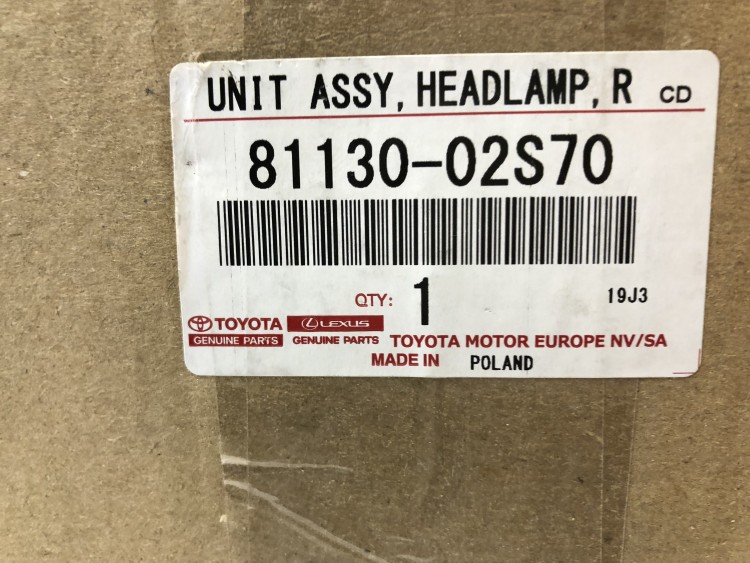 UNIT ASSY, HEADLAMP, R CD
81130-02S70
QTY: 1 19J3
TOYOTA LEXUS
GENUINE PARTS GENUINE PARTS TOYOTA MOTOR EUROPE NV/SA
MADE IN POLAND